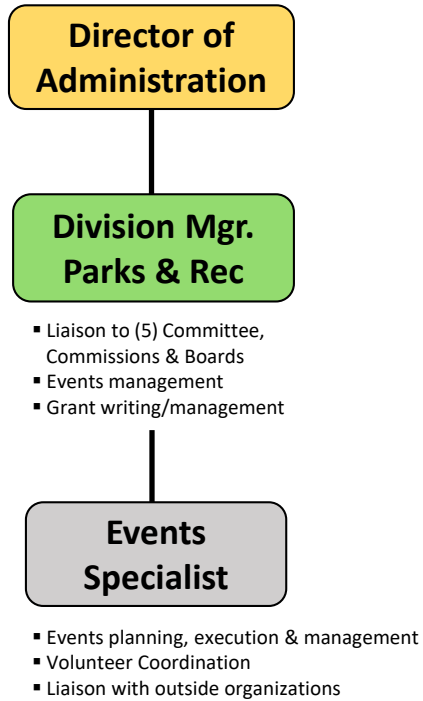 Director of
Administration
Division Mgr.
Parks & Rec
▪ Liaison to (5) Committee,
Commissions & Boards
▪ Events management
▪ Grant writing/management
Events
Specialist
▪ Events planning, execution & management
▪ Volunteer Coordination
▪ Liaison with outside organizations